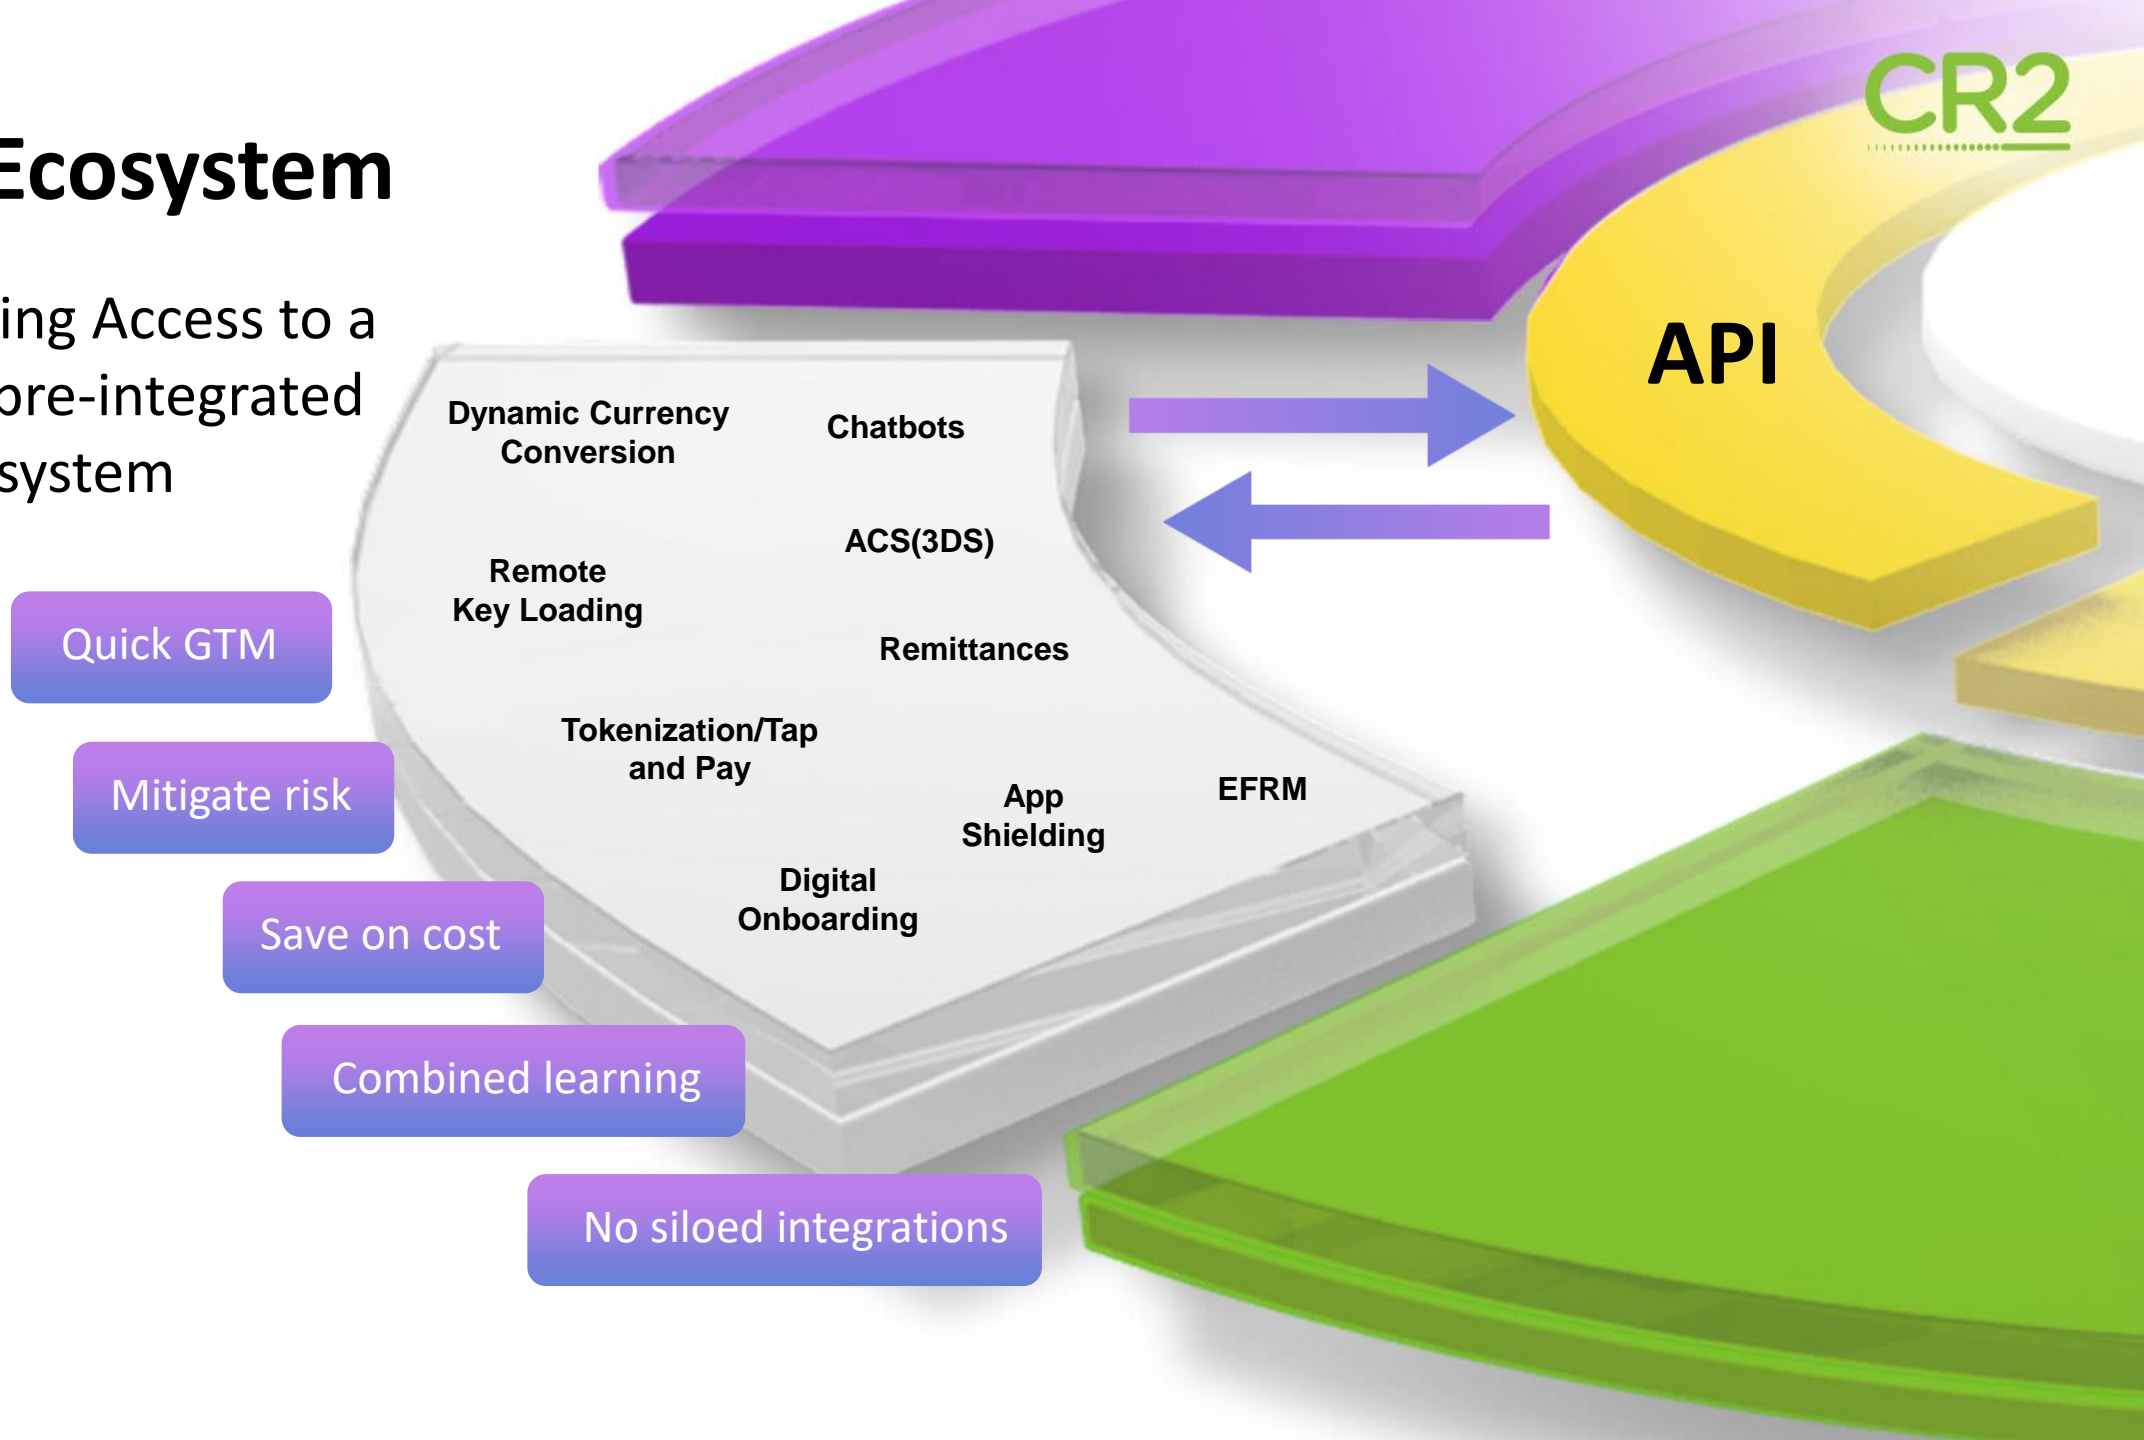 CR2
Ecosystem
ing Access to a
pre-integrated
system
API
Dynamic Currency
Conversion
Chatbots
ACS(3DS)
Remote
Key Loading
Remittances
Tokenization/Tap
and Pay
App
Shielding
EFRM
Digital
Onboarding
Quick GTM
Mitigate risk
Save on cost
Combined learning
No siloed integrations